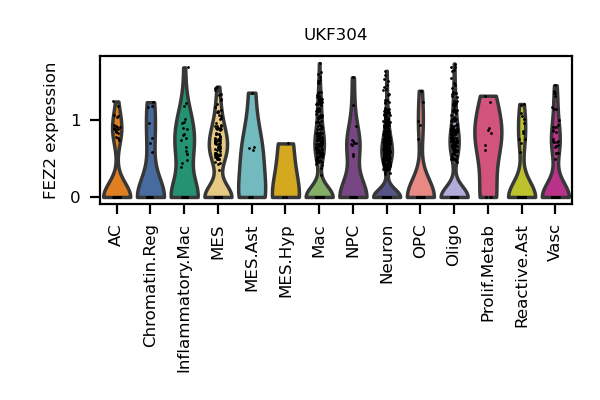 UKF304
FEZ2 expression
1
0
AC
Chromatin.Reg
Inflammatory.Mac
MES
MES.Ast
MES.Hyp
Mac
NPC
Neuron
OPC
Oligo
Prolif.Metab
Reactive.Ast
Vasc